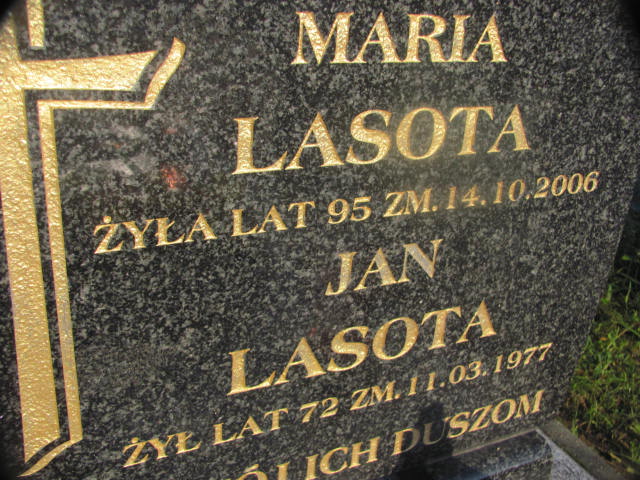 MARIA
LASOTA
ŻYŁA LAT 95 ZM. 14.10.2006
JAN
LASOTA
ŻYŁ LAT 72 ZM. 11.03.1977
ICH DUSZOM